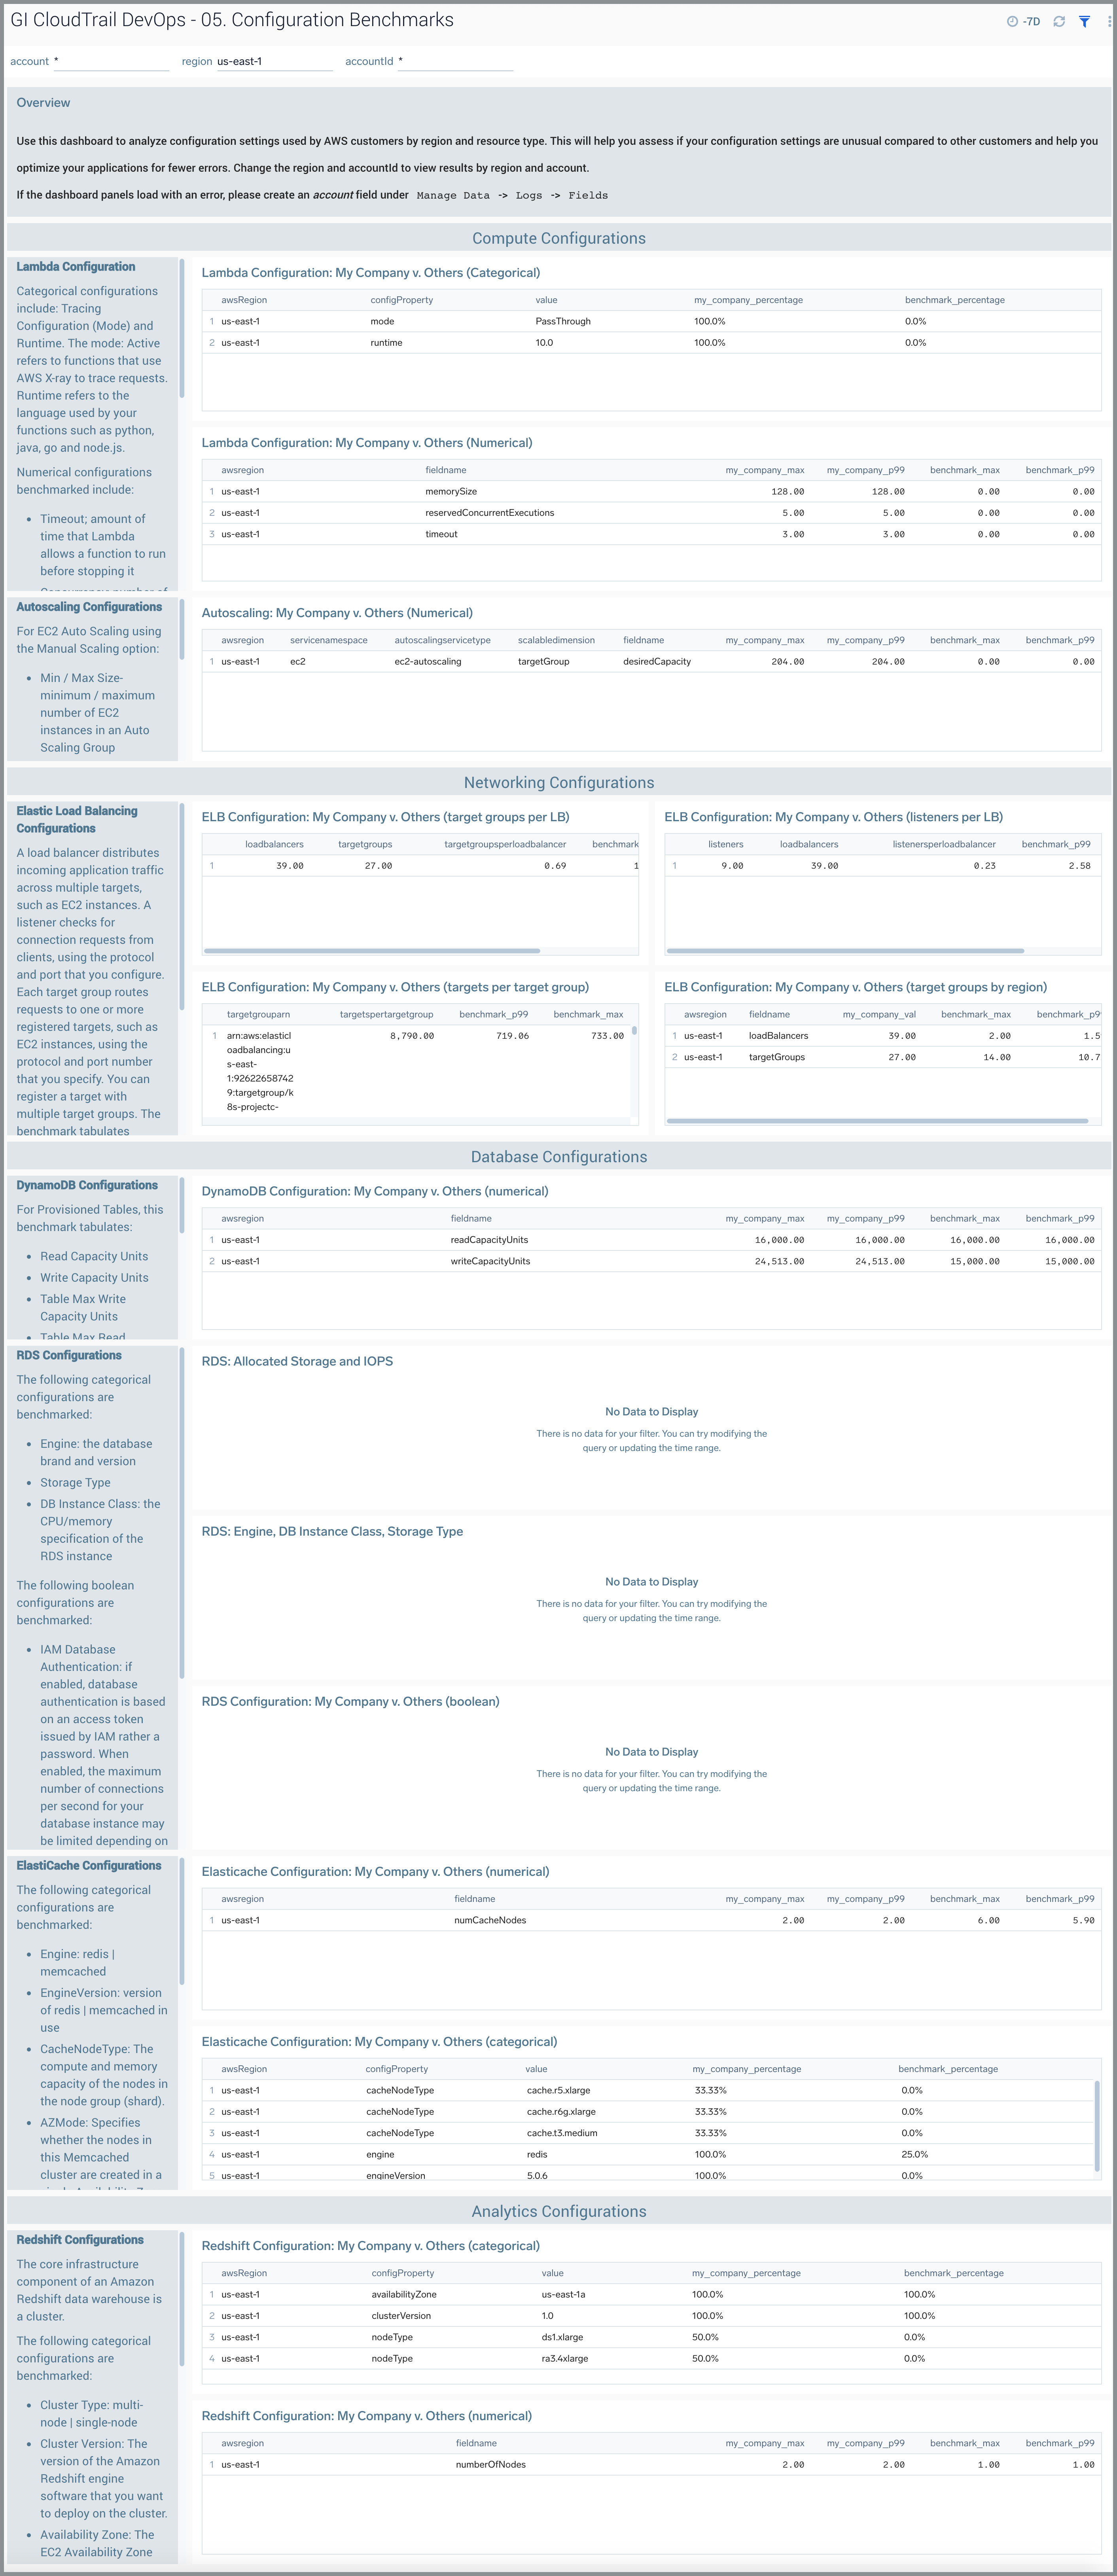 GI CloudTrail DevOps - 05. Configuration Benchmarks
-7D
account *
region us-east-1
accountId *
Overview
Use this dashboard to analyze configuration settings used by AWS customers by region and resource type. This will help you assess if your configuration settings are unusual compared to other customers and help you
optimize your applications for fewer errors. Change the region and accountId to view results by region and account.
If the dashboard panels load with an error, please create an account field under Manage Data -> Logs -> Fields
Compute Configurations
Lambda Configuration
Categorical configurations
include: Tracing
Configuration (Mode) and
Runtime. The mode: Active
refers to functions that use
AWS X-ray to trace requests.
Runtime refers to the
language used by your
functions such as python,
java, go and node.js.
Numerical configurations
benchmarked include:
• Timeout; amount of
time that Lambda
allows a function to run
before stopping it
Lambda Configuration: My Company v. Others (Categorical)
awsRegion configProperty value my_company_percentage benchmark_percentage
1 us-east-1 mode PassThrough 100.0% 0.0%
2 us-east-1 runtime 10.0 100.0% 0.0%
Lambda Configuration: My Company v. Others (Numerical)
awsregion fieldname my_company_max my_company_p99 benchmark_max benchmark_p99
1 us-east-1 memorySize 128.00 128.00 0.00 0.00
2 us-east-1 reservedConcurrentExecutions 5.00 5.00 0.00 0.00
3 us-east-1 timeout 3.00 3.00 0.00 0.00
Autoscaling Configurations
For EC2 Auto Scaling using
the Manual Scaling option:
• Min / Max Size-
minimum / maximum
number of EC2
instances in an Auto
Scaling Group
Autoscaling: My Company v. Others (Numerical)
awsregion servicenamespace autoscalingservicetype scalabledimension fieldname my_company_max my_company_p99 benchmark_max benchmark_p99
1 us-east-1 ec2 ec2-autoscaling targetGroup desiredCapacity 204.00 204.00 0.00 0.00
Networking Configurations
Elastic Load Balancing
Configurations
A load balancer distributes
incoming application traffic
across multiple targets,
such as EC2 instances. A
listener checks for
connection requests from
clients, using the protocol
and port that you configure.
Each target group routes
requests to one or more
registered targets, such as
EC2 instances, using the
protocol and port number
that you specify. You can
register a target with
multiple target groups. The
benchmark tabulates
ELB Configuration: My Company v. Others (target groups per LB)
loadbalancers targetgroups targetgroupsperloadbalancer benchmark
1 39.00 27.00 0.69 1
ELB Configuration: My Company v. Others (listeners per LB)
listeners loadbalancers listenersperloadbalancer benchmark_p99
1 9.00 39.00 0.23 2.58
ELB Configuration: My Company v. Others (targets per target group)
targetgrouparn targetspertargetgroup benchmark_p99 benchmark_max
1 arn:aws:elasticl 8,790.00 719.06 733.00
oadbalancing:u
s-east-
1:92622658742
9:targetgroup/k
8s-projectc-
ELB Configuration: My Company v. Others (target groups by region)
awsregion fieldname my_company_val benchmark_max benchmark_p9
1 us-east-1 loadBalancers 39.00 2.00 1.5
2 us-east-1 targetGroups 27.00 14.00 10.7
Database Configurations
DynamoDB Configurations
For Provisioned Tables, this
benchmark tabulates:
• Read Capacity Units
• Write Capacity Units
• Table Max Write
Capacity Units
• Table Max Read
DynamoDB Configuration: My Company v. Others (numerical)
awsregion fieldname my_company_max my_company_p99 benchmark_max benchmark_p99
1 us-east-1 readCapacityUnits 16,000.00 16,000.00 16,000.00 16,000.00
2 us-east-1 writeCapacityUnits 24,513.00 24,513.00 15,000.00 15,000.00
RDS Configurations
The following categorical
configurations are
benchmarked:
• Engine: the database
brand and version
• Storage Type
• DB Instance Class: the
CPU/memory
specification of the
RDS instance
The following boolean
configurations are
benchmarked:
• IAM Database
Authentication: if
enabled, database
authentication is based
on an access token
issued by IAM rather a
password. When
enabled, the maximum
number of connections
per second for your
database instance may
be limited depending on
RDS: Allocated Storage and IOPS
No Data to Display
There is no data for your filter. You can try modifying the
query or updating the time range.
RDS: Engine, DB Instance Class, Storage Type
No Data to Display
There is no data for your filter. You can try modifying the
query or updating the time range.
RDS Configuration: My Company v. Others (boolean)
No Data to Display
There is no data for your filter. You can try modifying the
query or updating the time range.
ElastiCache Configurations
The following categorical
configurations are
benchmarked:
• Engine: redis |
memcached
• EngineVersion: version
of redis | memcached in
use
• CacheNodeType: The
compute and memory
capacity of the nodes in
the node group (shard).
• AZMode: Specifies
whether the nodes in
this Memcached
cluster are created in a
Elasticache Configuration: My Company v. Others (numerical)
awsregion fieldname my_company_max my_company_p99 benchmark_max benchmark_p99
1 us-east-1 numCacheNodes 2.00 2.00 6.00 5.90
Elasticache Configuration: My Company v. Others (categorical)
awsRegion configProperty value my_company_percentage benchmark_percentage
1 us-east-1 cacheNodeType cache.r5.xlarge 33.33% 0.0%
2 us-east-1 cacheNodeType cache.r6g.xlarge 33.33% 0.0%
3 us-east-1 cacheNodeType cache.t3.medium 33.33% 0.0%
4 us-east-1 engine redis 100.0% 25.0%
5 us-east-1 engineVersion 5.0.6 100.0% 0.0%
Analytics Configurations
Redshift Configurations
The core infrastructure
component of an Amazon
Redshift data warehouse is
a cluster.
The following categorical
configurations are
benchmarked:
• Cluster Type: multi-
node | single-node
• Cluster Version: The
version of the Amazon
Redshift engine
software that you want
to deploy on the cluster.
• Availability Zone: The
EC2 Availability Zone
Redshift Configuration: My Company v. Others (categorical)
awsRegion configProperty value my_company_percentage benchmark_percentage
1 us-east-1 availabilityZone us-east-1a 100.0% 100.0%
2 us-east-1 clusterVersion 1.0 100.0% 100.0%
3 us-east-1 nodeType ds1.xlarge 50.0% 0.0%
4 us-east-1 nodeType ra3.4xlarge 50.0% 0.0%
Redshift Configuration: My Company v. Others (numerical)
awsregion fieldname my_company_max my_company_p99 benchmark_max benchmark_p99
1 us-east-1 numberOfNodes 2.00 2.00 1.00 1.00